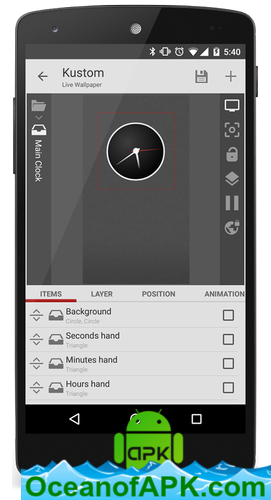 5:40
Kustom
Live Wallpaper
Main Clock
ITEMS LAYER POSITION ANIMATION
Background
Circle, Circle
Seconds hand
Triangle
Minutes hand
Triangle
Hours hand
Triangle
APK
OceanofAPK.com